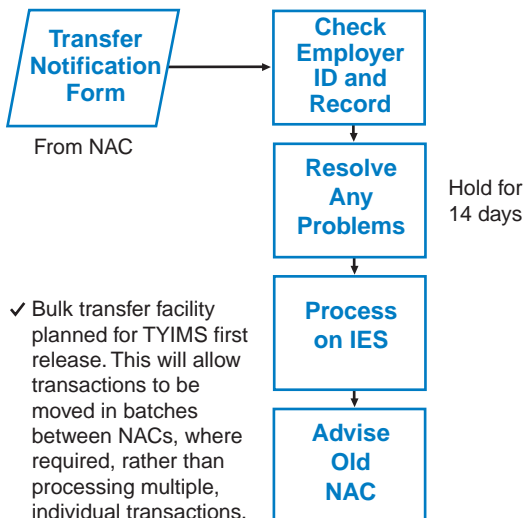 Transfer
Notification
Form
From NAC
Check
Employer
ID and
Record
Resolve
Any
Problems
Hold for
14 days
Process
on IES
Advise
Old
NAC
✓ Bulk transfer facility
planned for TYIMS first
release. This will allow
transactions to be
moved in batches
between NACs, where
required, rather than
processing multiple,
individual transactions.